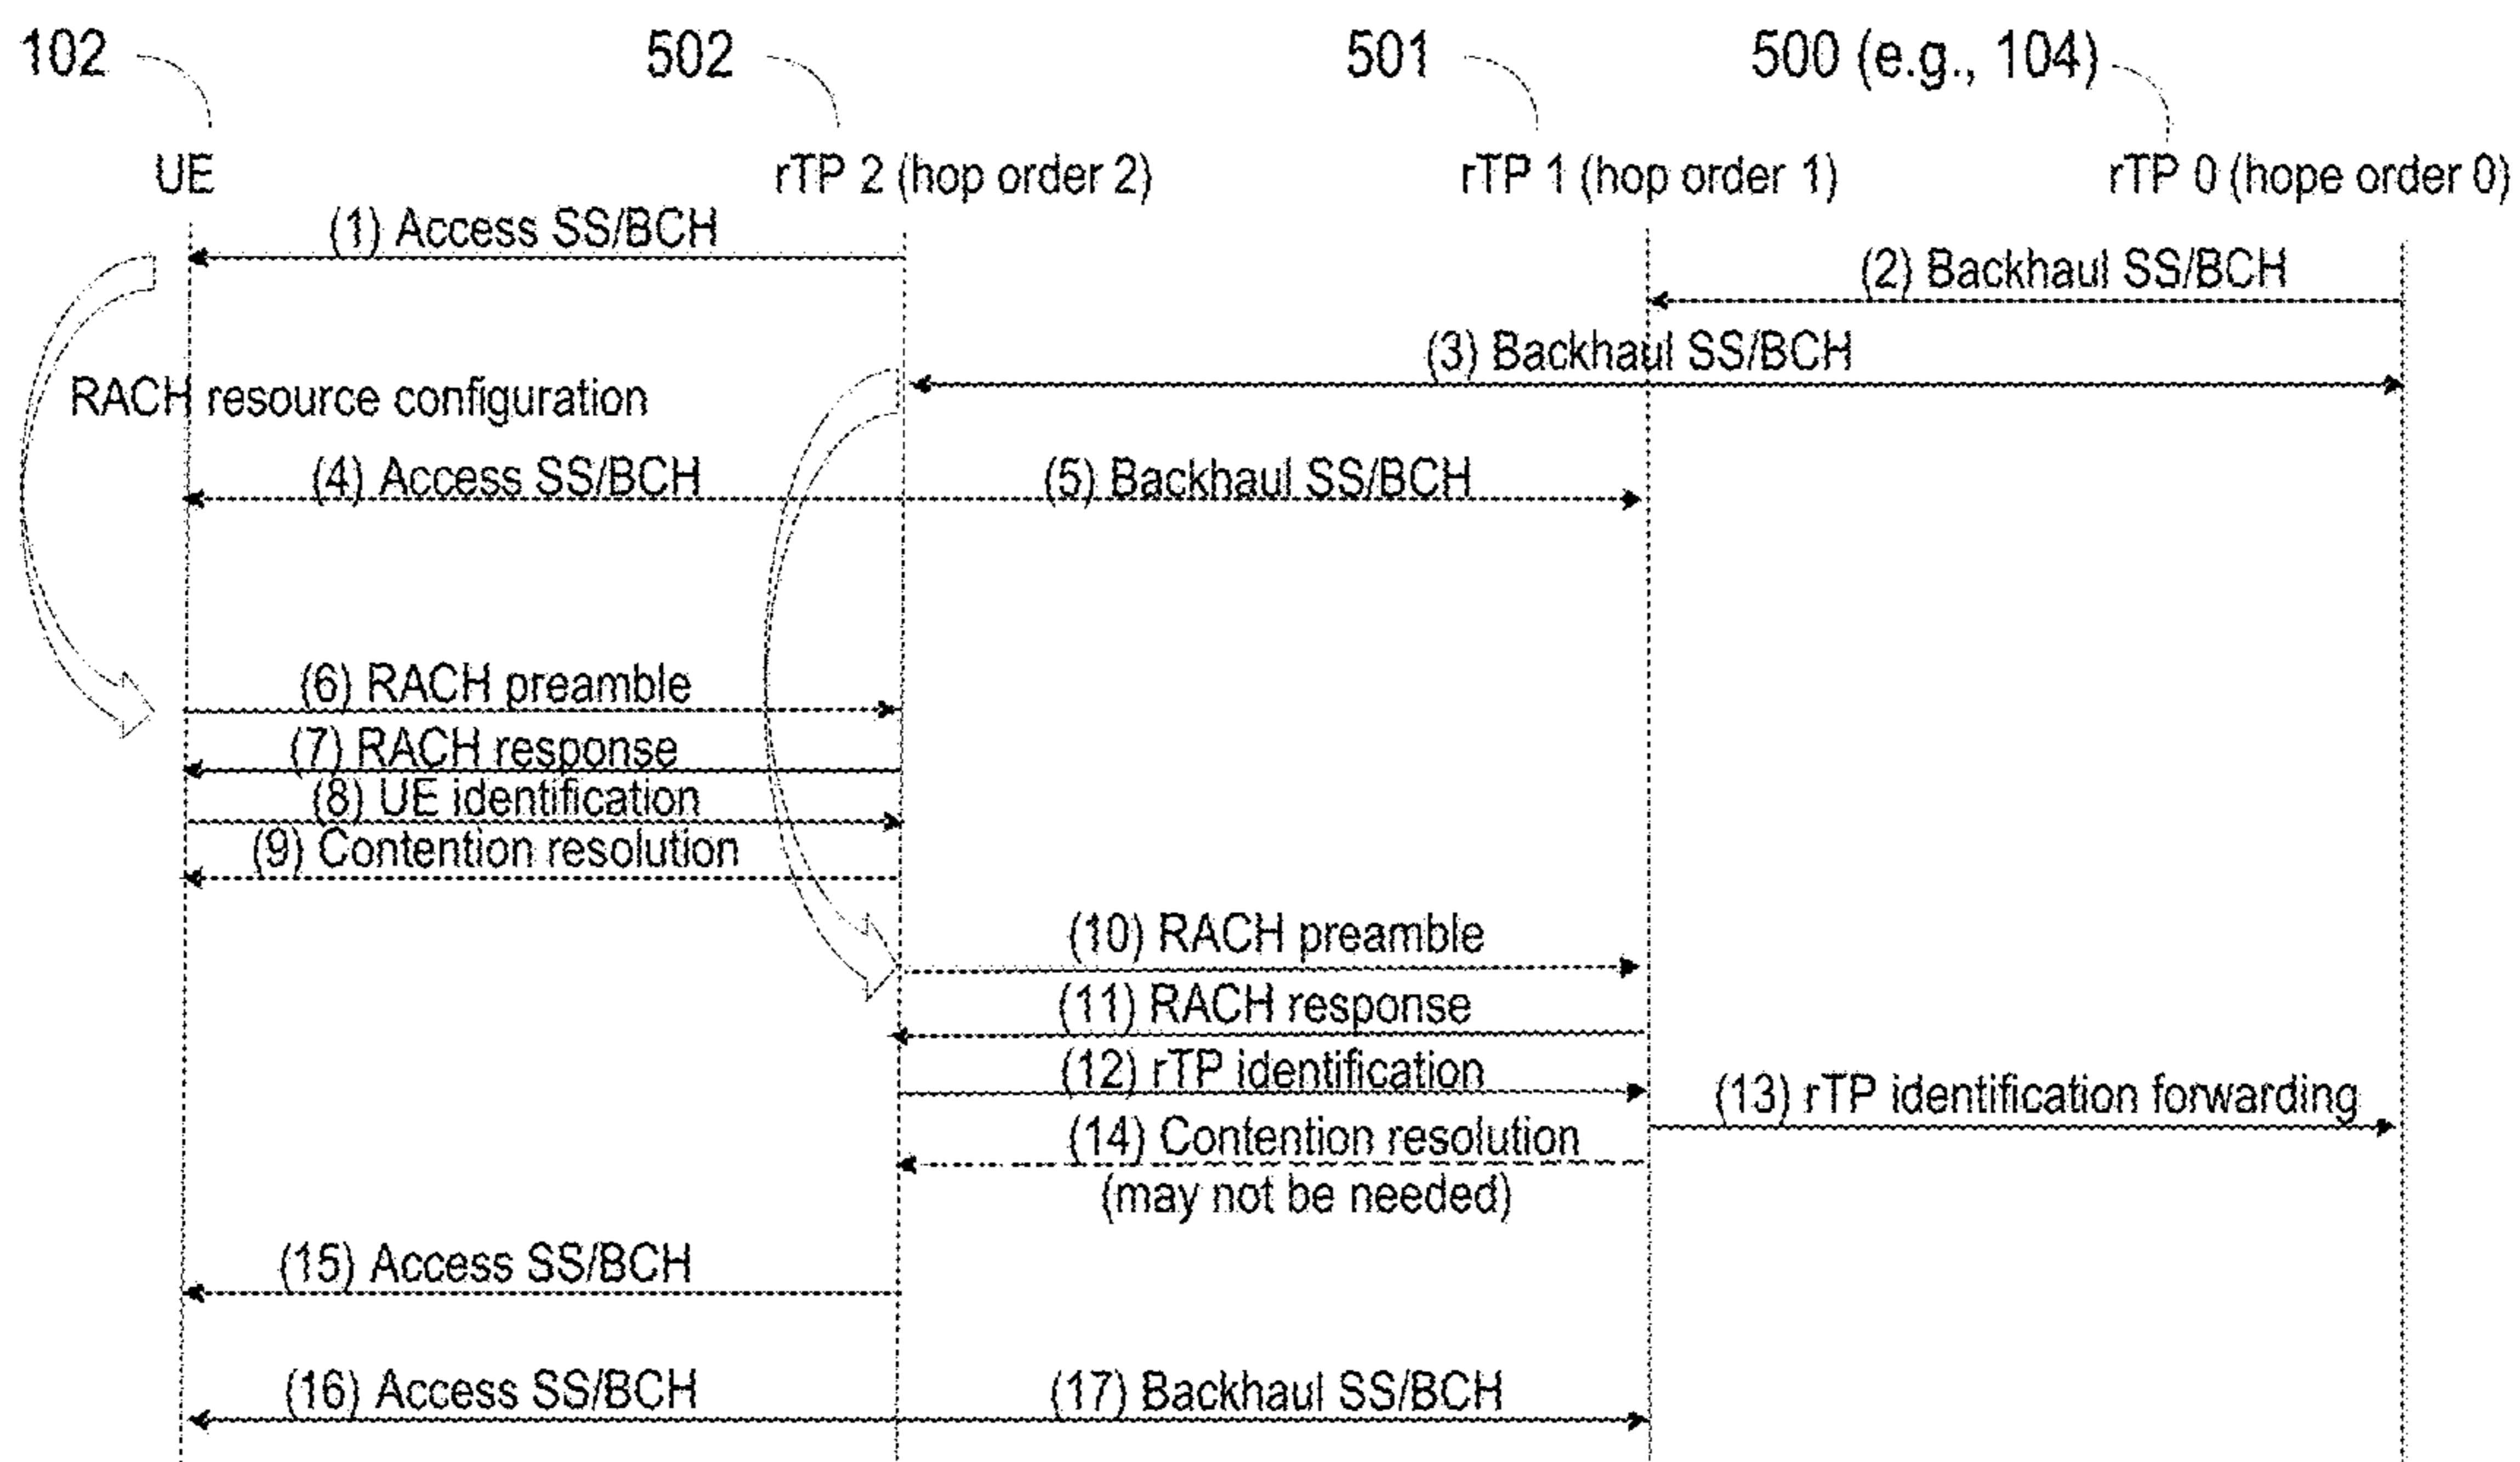 102
502
501
500 (e.g., 104)
UE
rTP 2 (hop order 2)
rTP 1 (hop order 1)
rTP 0 (hope order 0)
(1) Access SS/BCH
(2) Backhaul SS/BCH
(3) Backhaul SS/BCH
RACH resource configuration
(4) Access SS/BCH
(5) Backhaul SS/BCH
(6) RACH preamble
(7) RACH response
(8) UE identification
(9) Contention resolution
(10) RACH preamble
(11) RACH response
(12) rTP identification
(13) rTP identification forwarding
(14) Contention resolution
(may not be needed)
(15) Access SS/BCH
(16) Access SS/BCH
(17) Backhaul SS/BCH